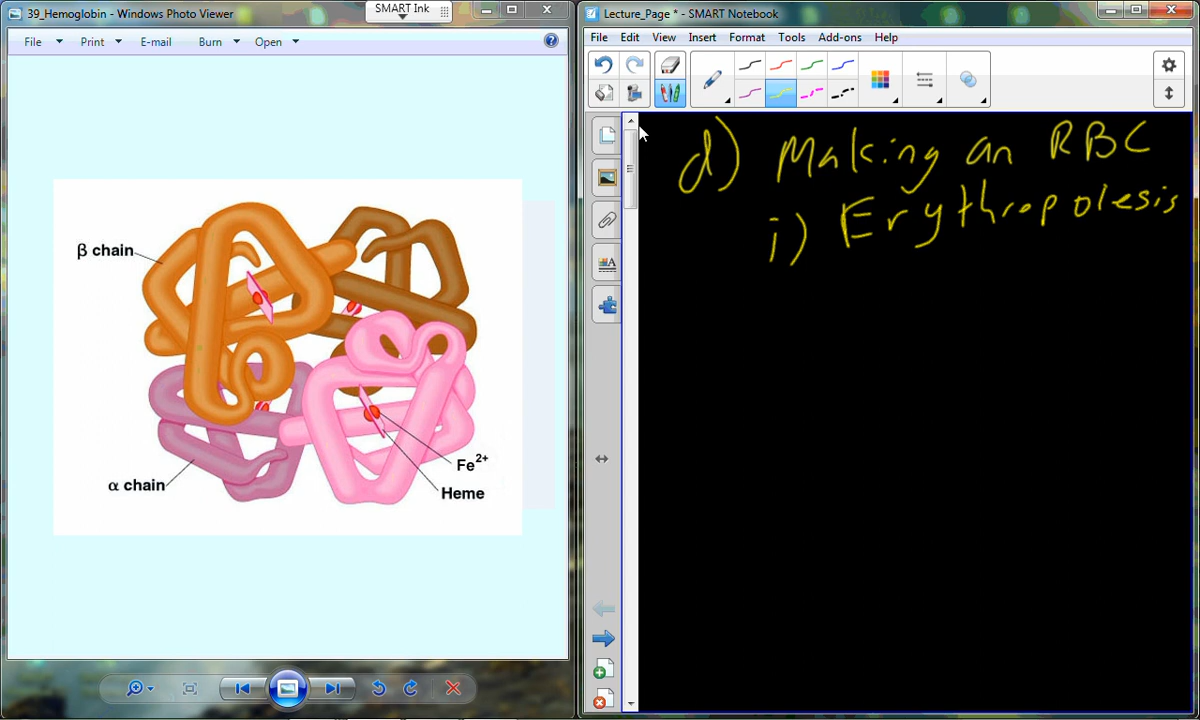 39_Hemoglobin - Windows Photo Viewer
SMART Ink
File Print E-mail Burn Open
β chain
α chain
Fe2+
Heme
Lecture_Page * - SMART Notebook
File Edit View Insert Format Tools Add-ons Help
d) Making an RBC
i) Erythropoiesis